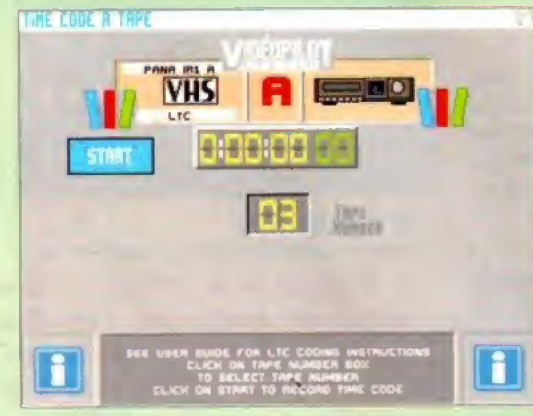 TIME CODE A TAPE
VIDEOPILOT
PANA IRS A
VHS
LTC
A
START
0:00:00 03
03
TAPE
NUMBER
SEE USER GUIDE FOR LTC CODING INSTRUCTIONS
CLICK ON TAPE NUMBER BOX
TO SELECT TAPE NUMBER
CLICK ON START TO RECORD TIME CODE
i
i